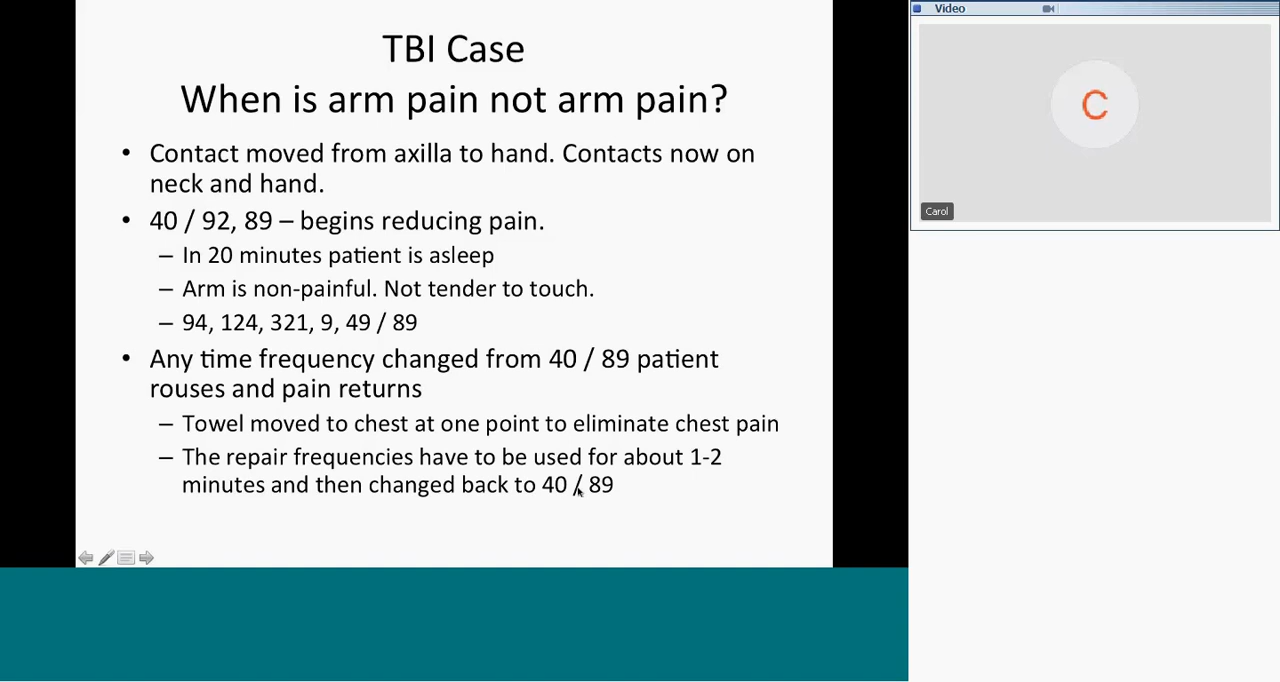 TBI Case
When is arm pain not arm pain?
• Contact moved from axilla to hand. Contacts now on
neck and hand.
• 40 / 92, 89 – begins reducing pain.
– In 20 minutes patient is asleep
– Arm is non-painful. Not tender to touch.
– 94, 124, 321, 9, 49 / 89
• Any time frequency changed from 40 / 89 patient
rouses and pain returns
– Towel moved to chest at one point to eliminate chest pain
– The repair frequencies have to be used for about 1-2
minutes and then changed back to 40 / 89
Video
C
Carol